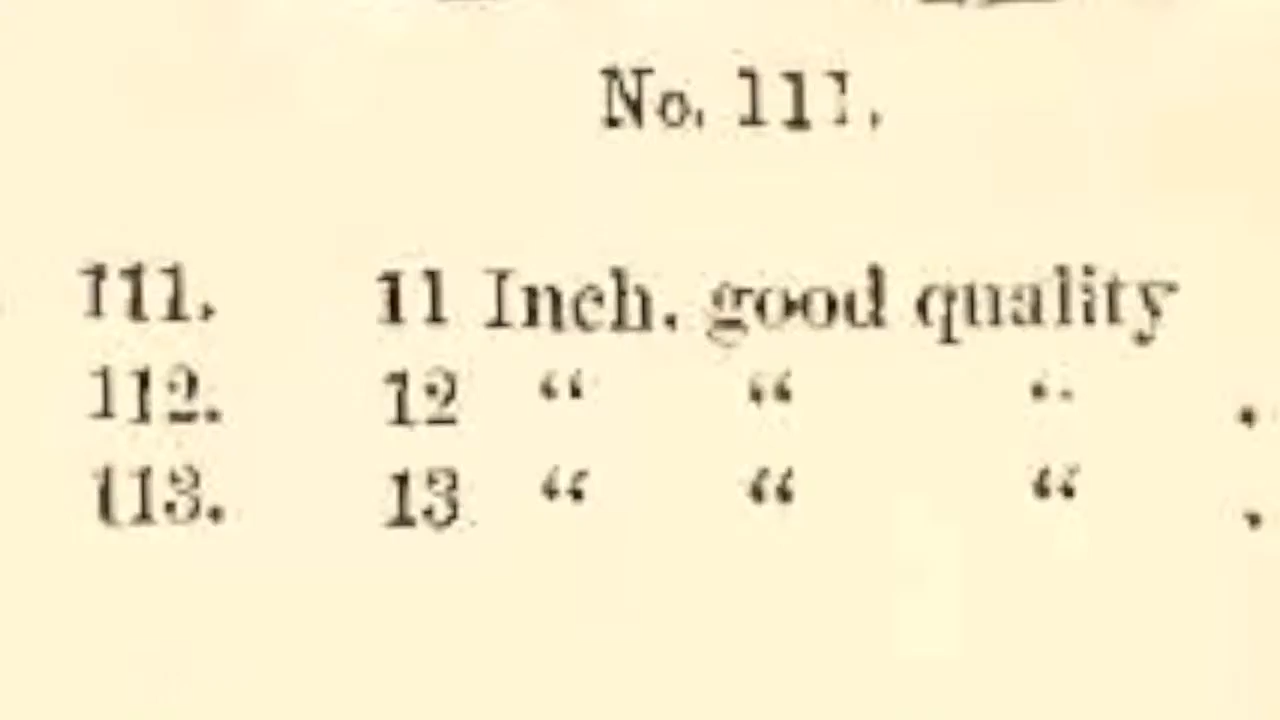 No. 111.
111. 11 Inch. good quality
112. 12 “ “ “ .
113. 13 “ “ “ .